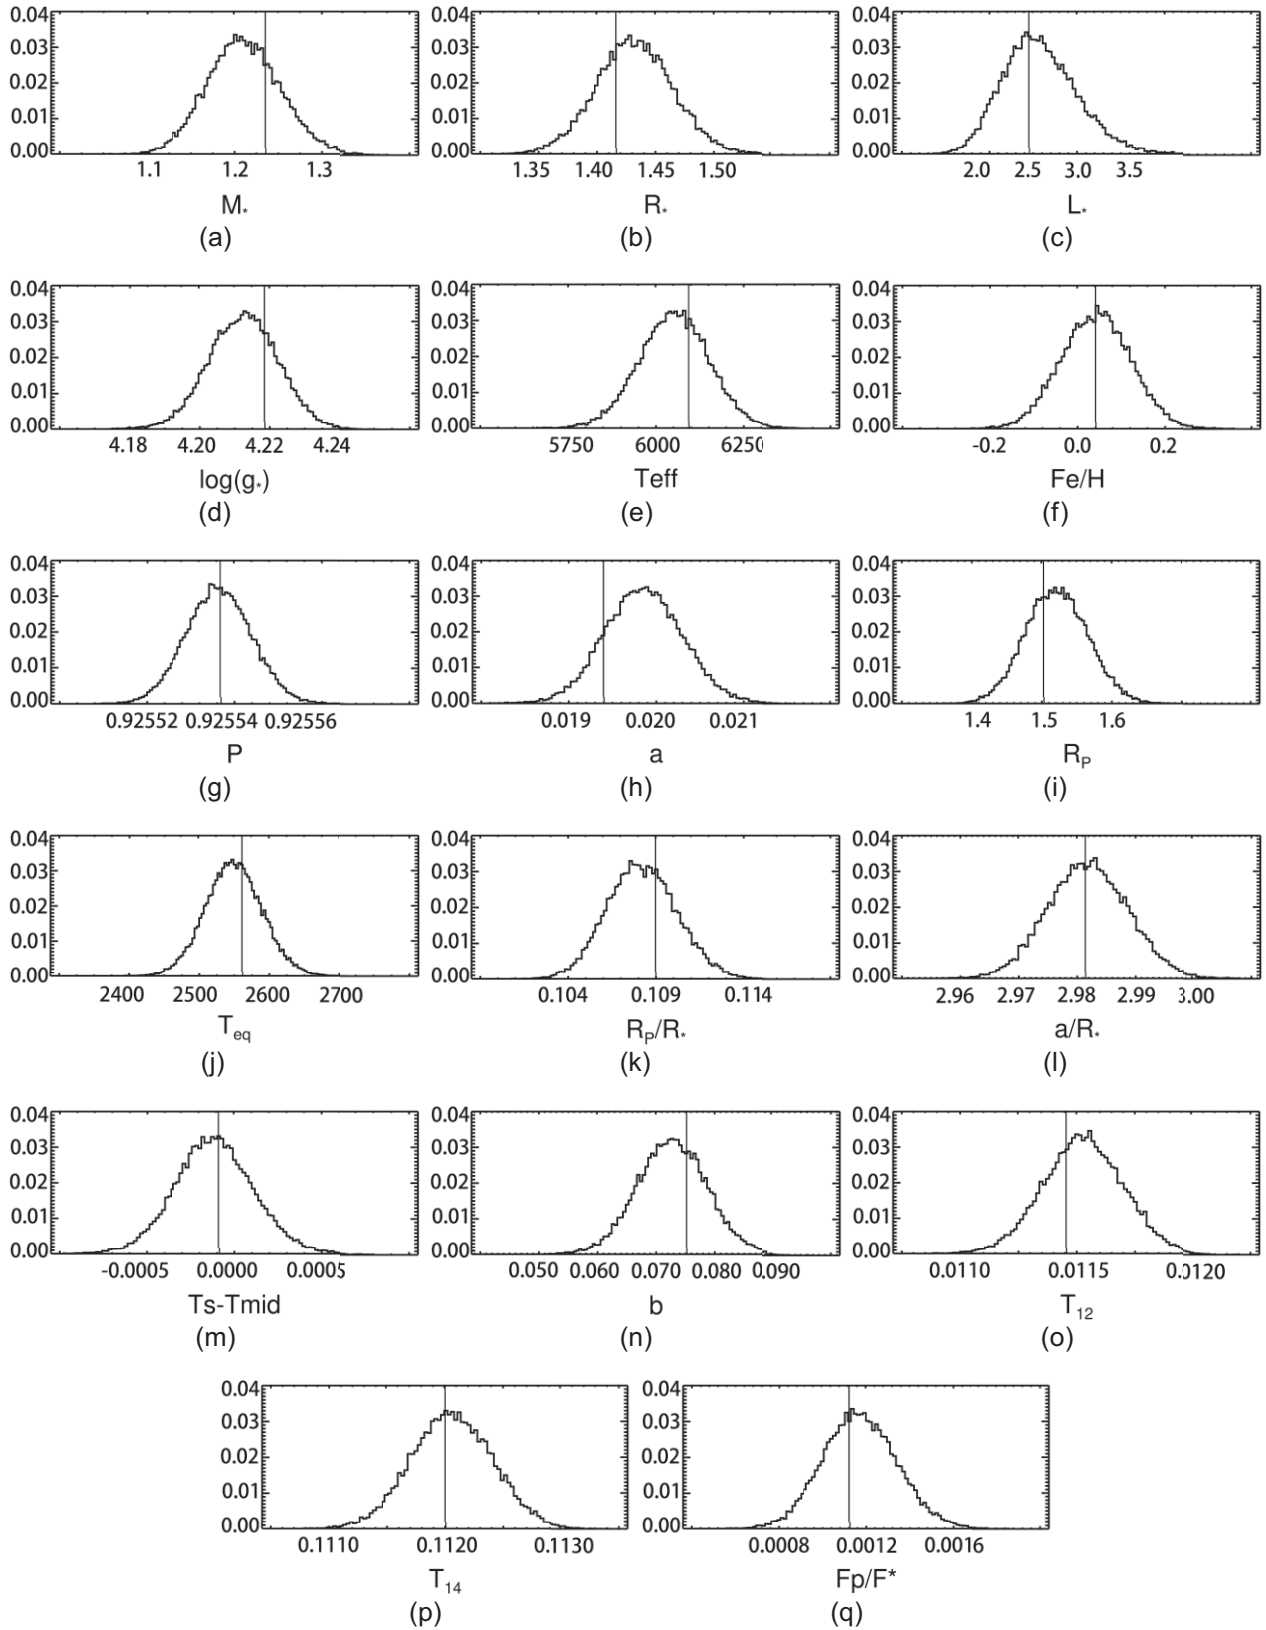 0.04 0.04 0.04
0.03 0.03 0.03
0.02 0.02 0.02
0.01 0.01 0.01
0.00 0.00 0.00
1.1 1.2 1.3 1.35 1.40 1.45 1.50 2.0 2.5 3.0 3.5
M* R* L*
(a) (b) (c)
0.04 0.04 0.04
0.03 0.03 0.03
0.02 0.02 0.02
0.01 0.01 0.01
0.00 0.00 0.00
4.18 4.20 4.22 4.24 5750 6000 6250 -0.2 0.0 0.2
log(g*) Teff Fe/H
(d) (e) (f)
0.04 0.04 0.04
0.03 0.03 0.03
0.02 0.02 0.02
0.01 0.01 0.01
0.00 0.00 0.00
0.92552 0.92554 0.92556 0.019 0.020 0.021 1.4 1.5 1.6
P a R_P
(g) (h) (i)
0.04 0.04 0.04
0.03 0.03 0.03
0.02 0.02 0.02
0.01 0.01 0.01
0.00 0.00 0.00
2400 2500 2600 2700 0.104 0.109 0.114 2.96 2.97 2.98 2.99 3.00
T_eq R_P/R* a/R*
(j) (k) (l)
0.04 0.04 0.04
0.03 0.03 0.03
0.02 0.02 0.02
0.01 0.01 0.01
0.00 0.00 0.00
-0.0005 0.0000 0.0005 0.050 0.060 0.070 0.080 0.090 0.0110 0.0115 0.0120
Ts-Tmid b T_12
(m) (n) (o)
0.04 0.04
0.03 0.03
0.02 0.02
0.01 0.01
0.00 0.00
0.1110 0.1120 0.1130 0.0008 0.0012 0.0016
T_14 Fp/F*
(p) (q)